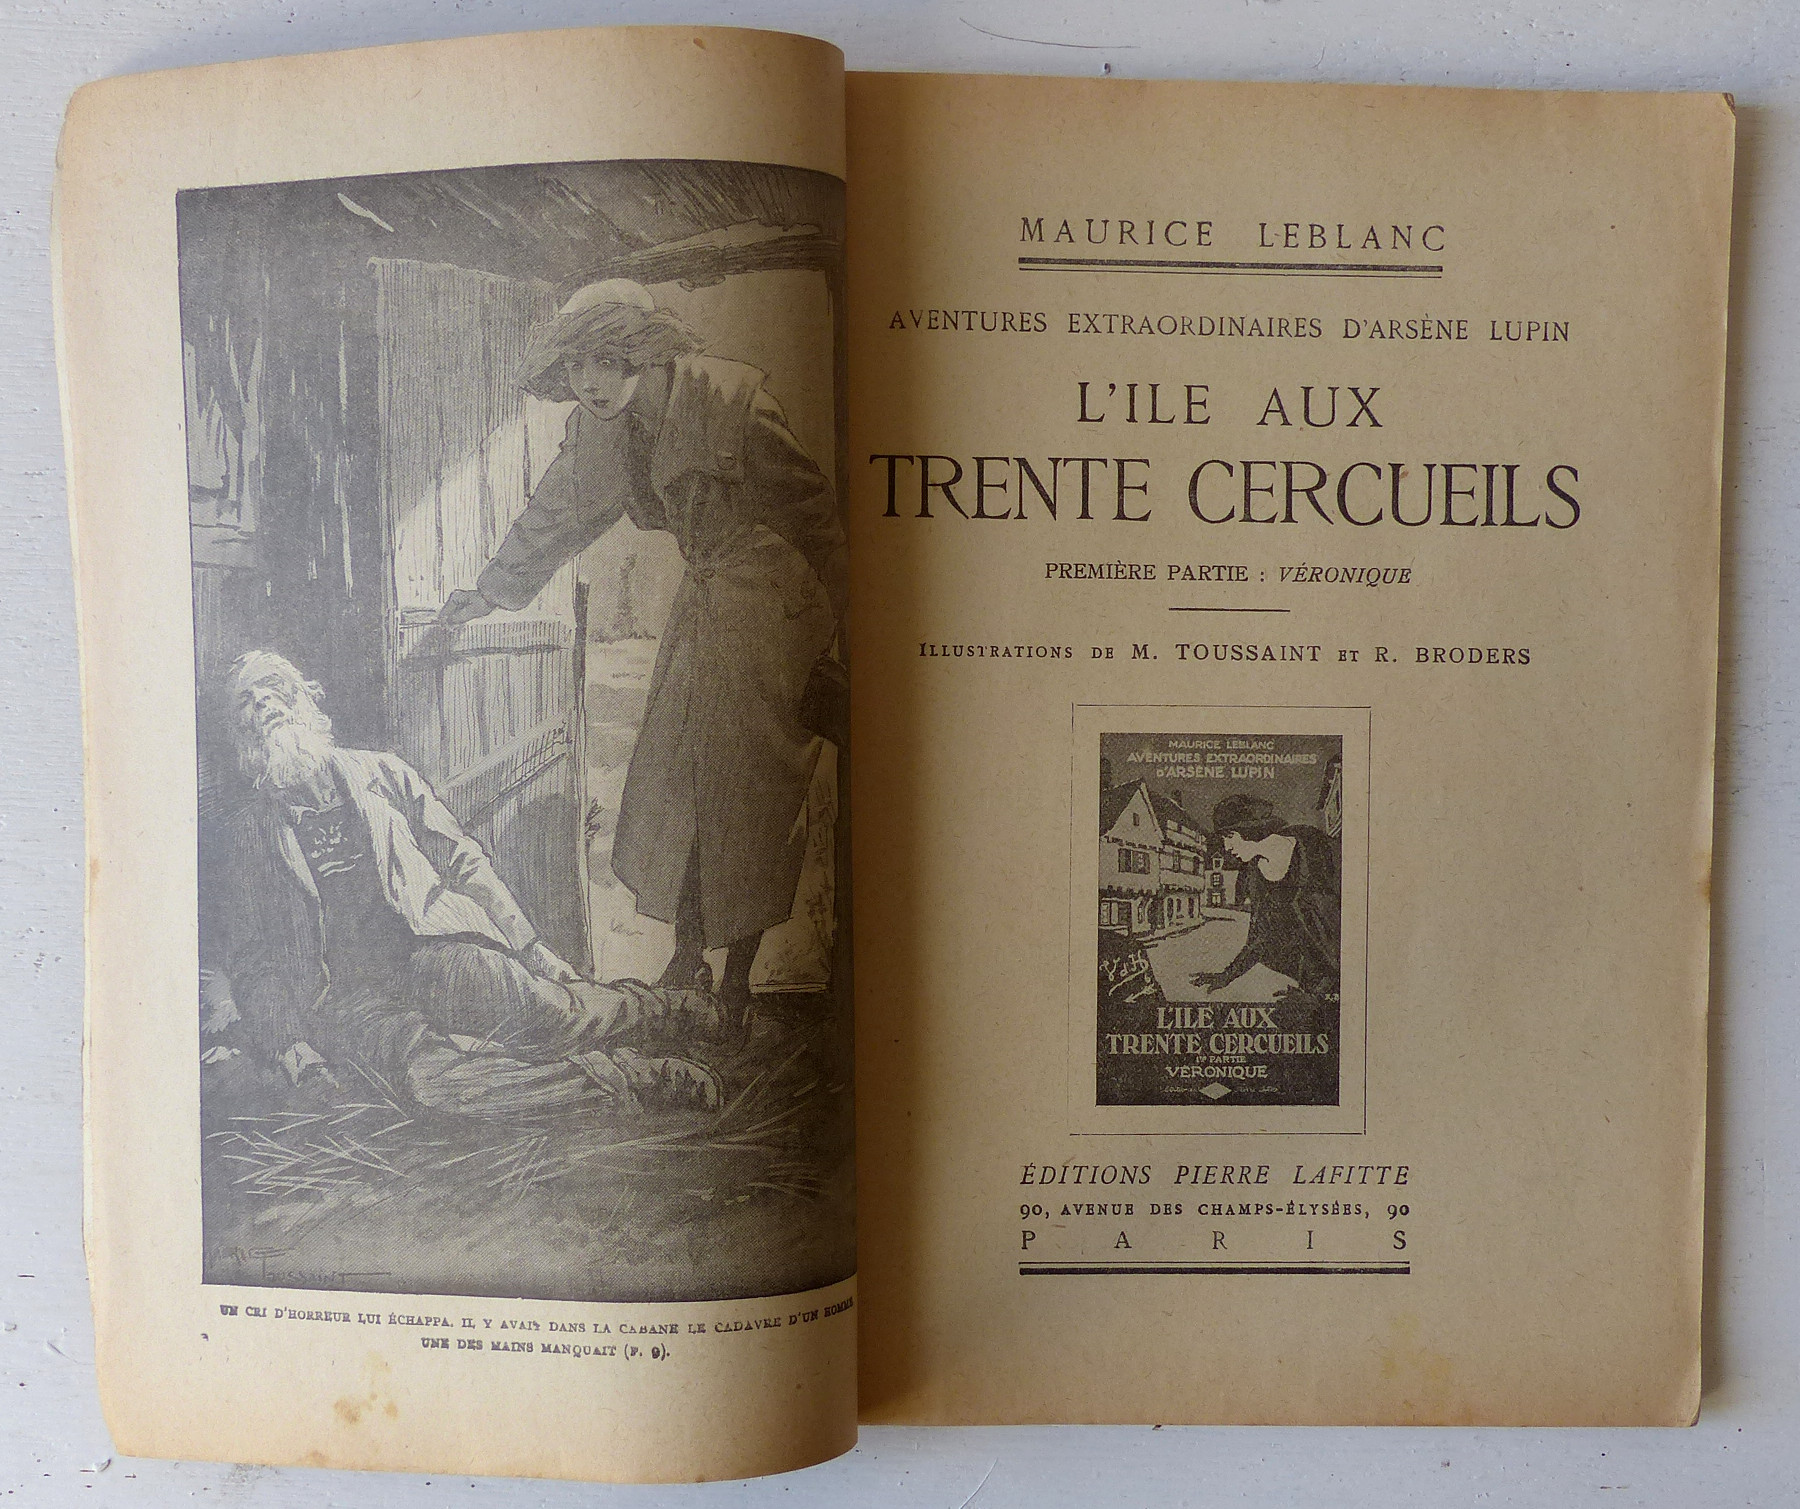 MARC
TOUSSAINT
UN CRI D'HORREUR LUI ÉCHAPPA. IL Y AVAIT DANS LA CABANE LE CADAVRE D'UN HOMME
UNE DES MAINS MANQUAIT (P. 9).
MAURICE LEBLANC
AVENTURES EXTRAORDINAIRES D'ARSÈNE LUPIN
L'ILE AUX
TRENTE CERCUEILS
PREMIÈRE PARTIE : VÉRONIQUE
ILLUSTRATIONS DE M. TOUSSAINT ET R. BRODERS
MAURICE LEBLANC
AVENTURES EXTRAORDINAIRES
D'ARSÈNE LUPIN
V d'H
L'ILE AUX
TRENTE CERCUEILS
1re PARTIE
VÉRONIQUE
ÉDITIONS PIERRE LAFITTE
90, AVENUE DES CHAMPS-ÉLYSÉES, 90
PARIS